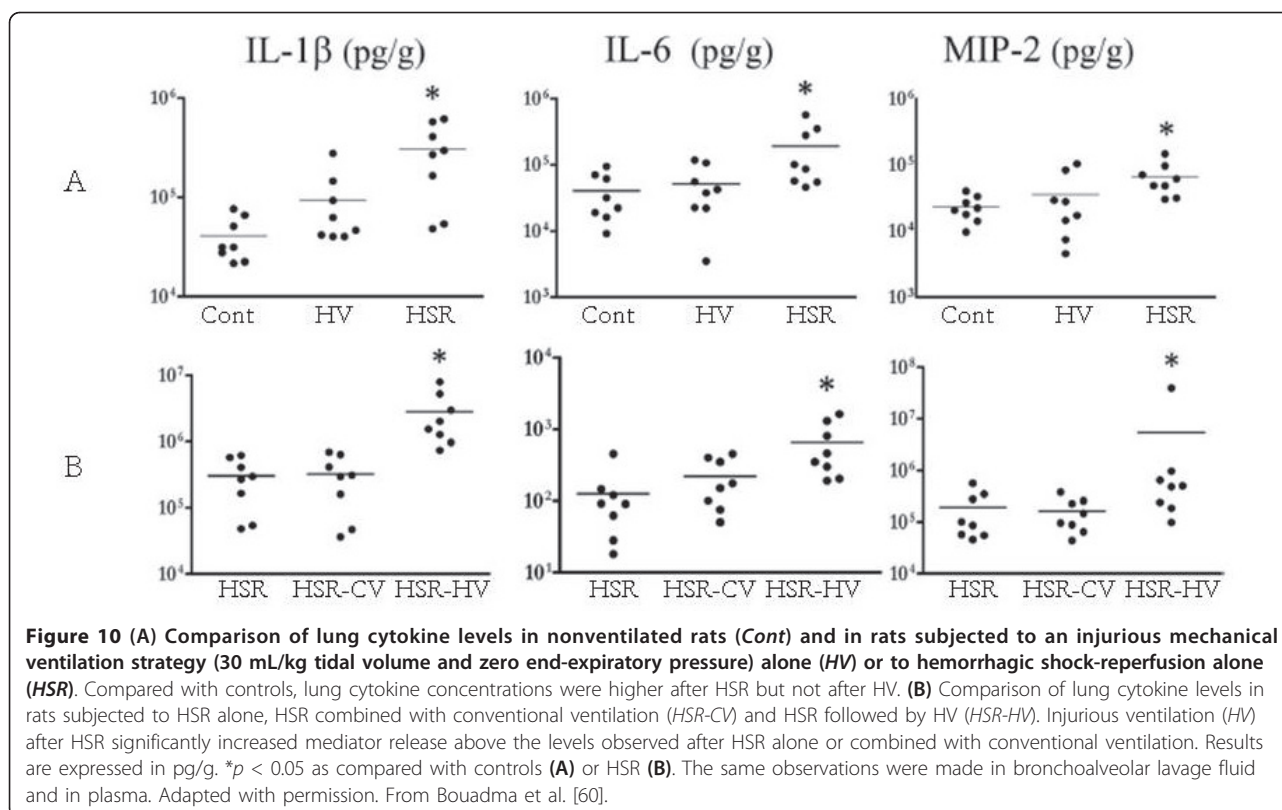 IL-1β (pg/g) IL-6 (pg/g) MIP-2 (pg/g)
A
10⁶
10⁵
10⁴
*
Cont HV HSR
10⁶
10⁵
10⁴
10³
*
Cont HV HSR
10⁶
10⁵
10⁴
10³
*
Cont HV HSR
B
10⁷
10⁶
10⁵
10⁴
*
HSR HSR-CV HSR-HV
10⁴
10³
10²
10¹
*
HSR HSR-CV HSR-HV
10⁸
10⁷
10⁶
10⁵
10⁴
*
HSR HSR-CV HSR-HV
Figure 10 (A) Comparison of lung cytokine levels in nonventilated rats (Cont) and in rats subjected to an injurious mechanical
ventilation strategy (30 mL/kg tidal volume and zero end-expiratory pressure) alone (HV) or to hemorrhagic shock-reperfusion alone
(HSR). Compared with controls, lung cytokine concentrations were higher after HSR but not after HV. (B) Comparison of lung cytokine levels in
rats subjected to HSR alone, HSR combined with conventional ventilation (HSR-CV) and HSR followed by HV (HSR-HV). Injurious ventilation (HV)
after HSR significantly increased mediator release above the levels observed after HSR alone or combined with conventional ventilation. Results
are expressed in pg/g. *p < 0.05 as compared with controls (A) or HSR (B). The same observations were made in bronchoalveolar lavage fluid
and in plasma. Adapted with permission. From Bouadma et al. [60].